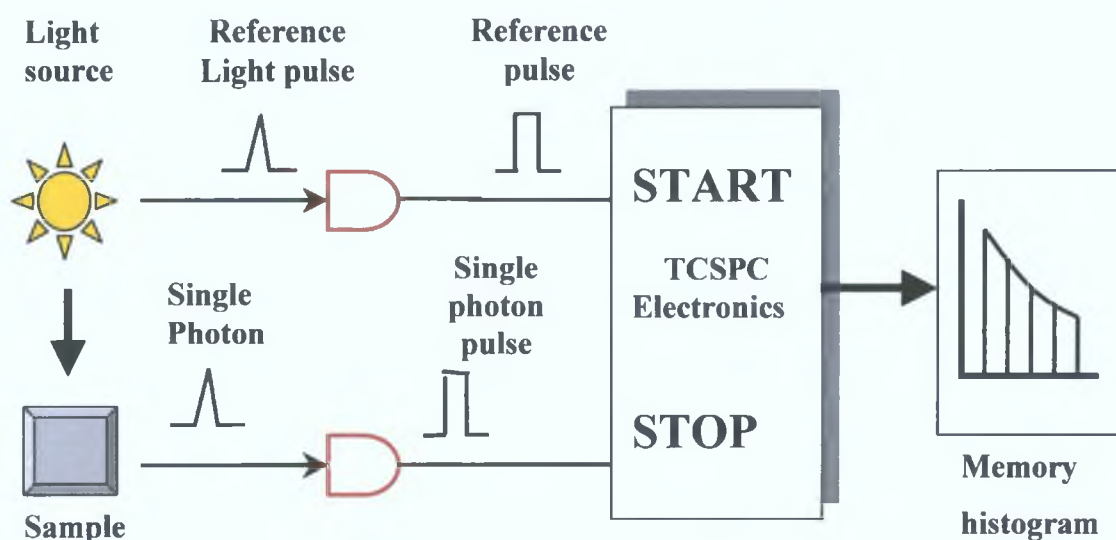 Light
source
Reference
Light pulse
Reference
pulse
START
TCSPC
Electronics
STOP
Single
Photon
Single
photon
pulse
Sample
Memory
histogram